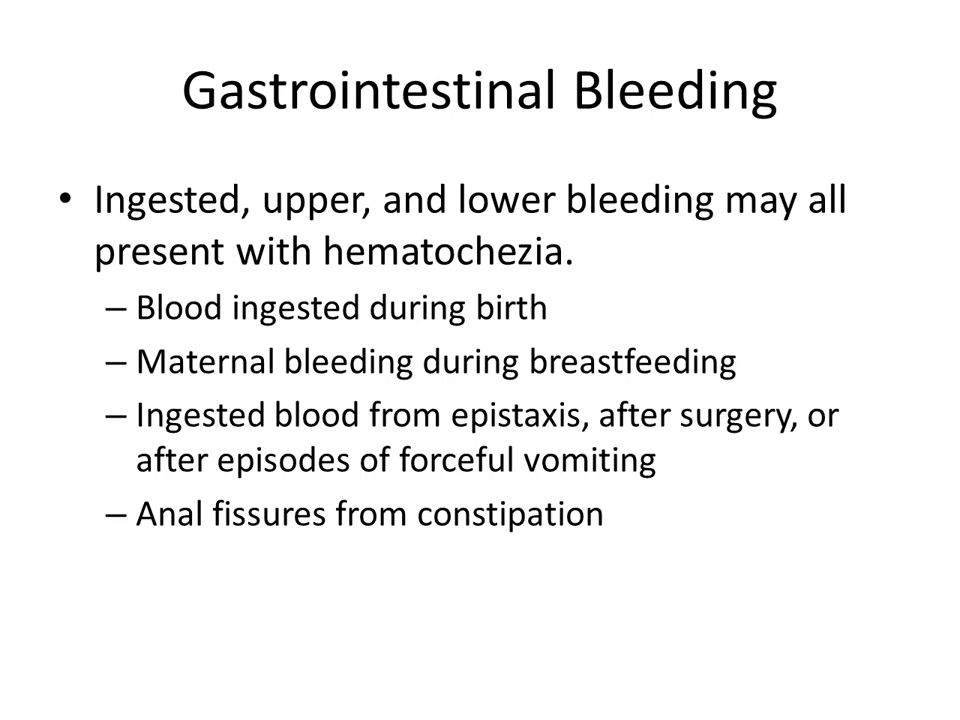 Gastrointestinal Bleeding
• Ingested, upper, and lower bleeding may all
present with hematochezia.
– Blood ingested during birth
– Maternal bleeding during breastfeeding
– Ingested blood from epistaxis, after surgery, or
after episodes of forceful vomiting
– Anal fissures from constipation